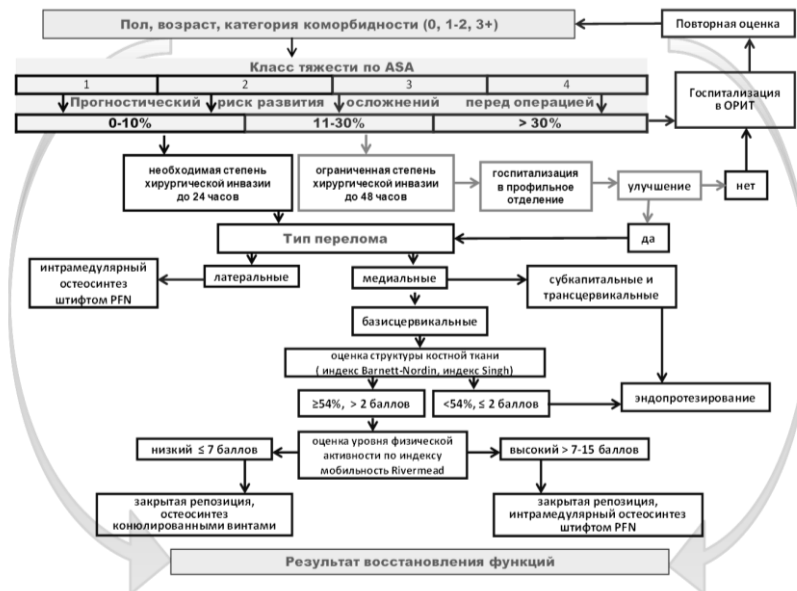 Пол, возраст, категория коморбидности (0, 1-2, 3+)
Повторная оценка
Класс тяжести по ASA
1 2 3 4
Прогностический риск развития осложнений перед операцией
0-10% 11-30% > 30%
Госпитализация
в ОРИТ
необходимая степень
хирургической инвазии
до 24 часов
ограниченная степень
хирургической инвазии
до 48 часов
госпитализация
в профильное
отделение
улучшение
нет
Тип перелома
да
интрамедулярный
остеосинтез
штифтом PFN
латеральные
медиальные
субкапитальные и
трансцервикальные
базисцервикальные
оценка структуры костной ткани
( индекс Barnett-Nordin, индекс Singh)
≥54%, > 2 баллов
<54%, ≤ 2 баллов
эндопротезирование
низкий ≤ 7 баллов
оценка уровня физической
активности по индексу
мобильность Rivermead
высокий > 7-15 баллов
закрытая репозиция,
остеосинтез
конюлированными винтами
закрытая репозиция,
интрамедулярный остеосинтез
штифтом PFN
Результат восстановления функций